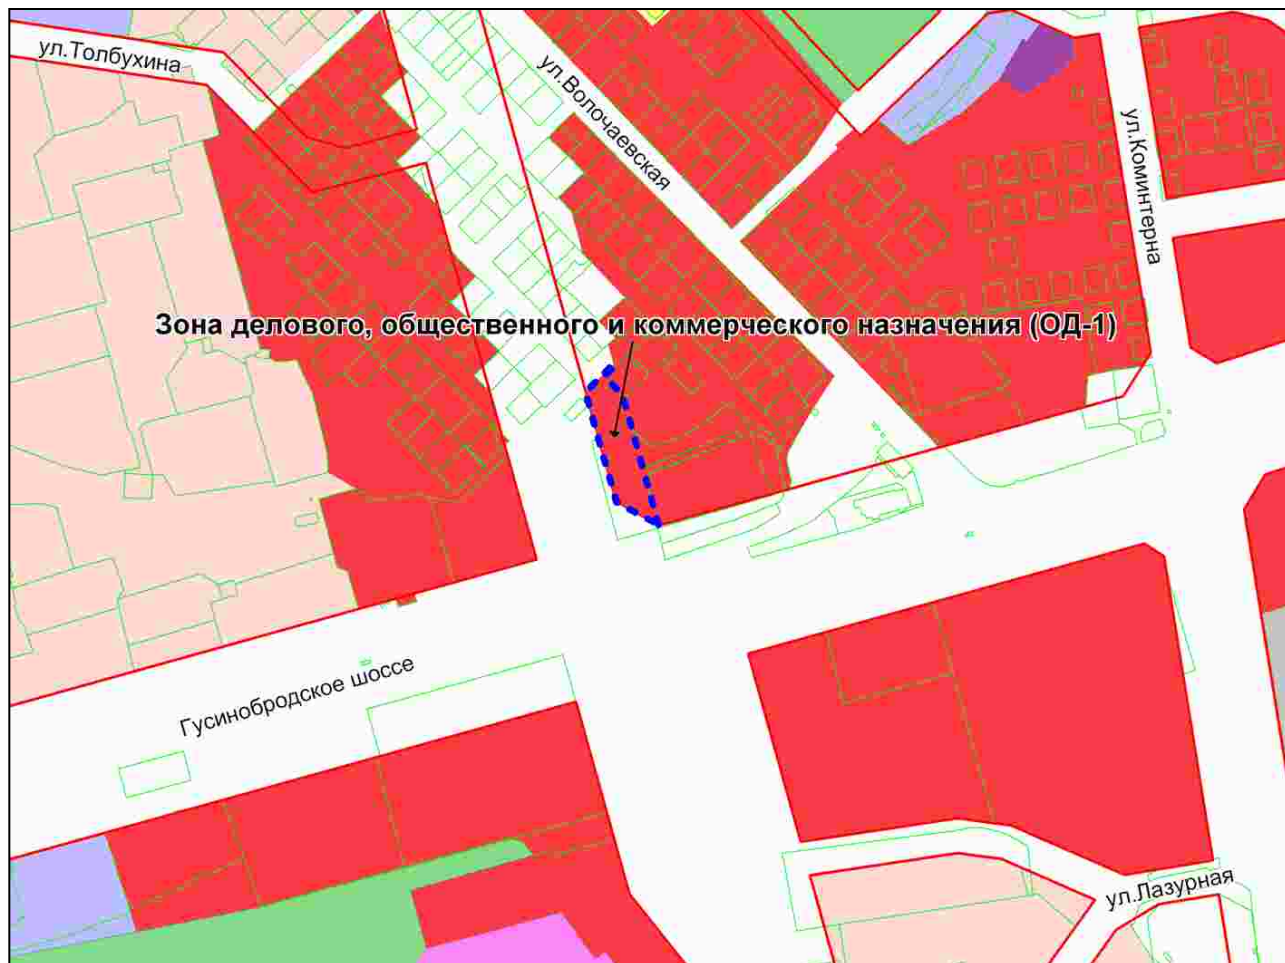 ул.Толбухина
ул.Волочаевская
ул.Коминтерна
Зона делового, общественного и коммерческого назначения (ОД-1)
Гусинобродское шоссе
ул.Лазурная